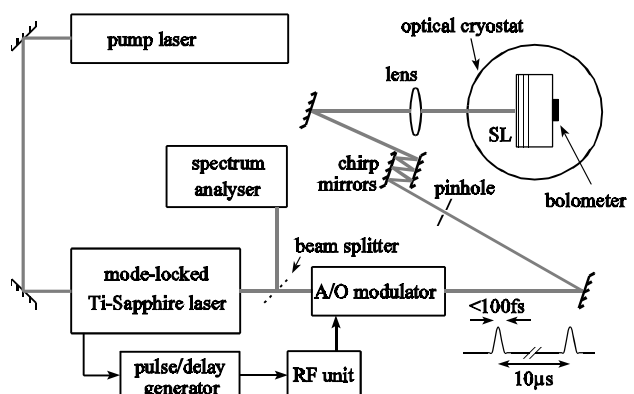 pump laser
optical cryostat
lens
SL
bolometer
chirp
mirrors
pinhole
spectrum
analyser
beam splitter
mode-locked
Ti-Sapphire laser
A/O modulator
<100fs
10µs
pulse/delay
generator
RF unit